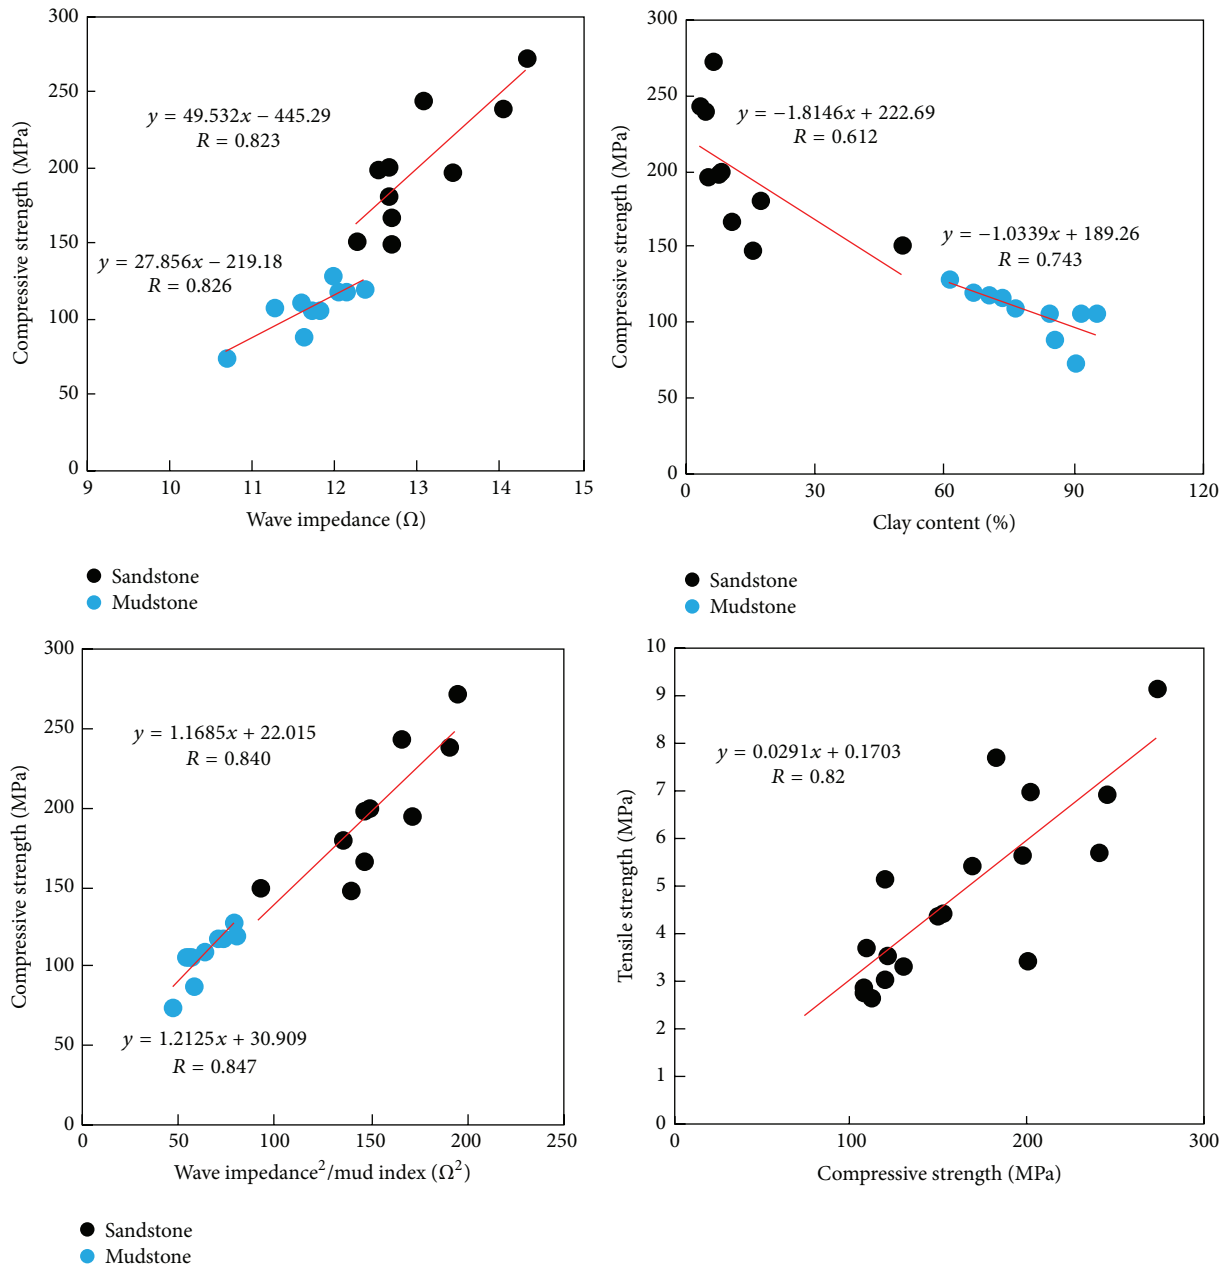 300
250
200
150
100
50
0
Compressive strength (MPa)
y = 49.532x − 445.29
R = 0.823
y = 27.856x − 219.18
R = 0.826
9 10 11 12 13 14 15
Wave impedance (Ω)
Sandstone
Mudstone
300
250
200
150
100
50
0
Compressive strength (MPa)
y = −1.8146x + 222.69
R = 0.612
y = −1.0339x + 189.26
R = 0.743
0 30 60 90 120
Clay content (%)
Sandstone
Mudstone
300
250
200
150
100
50
0
Compressive strength (MPa)
y = 1.1685x + 22.015
R = 0.840
y = 1.2125x + 30.909
R = 0.847
0 50 100 150 200 250
Wave impedance²/mud index (Ω²)
Sandstone
Mudstone
10
9
8
7
6
5
4
3
2
1
0
Tensile strength (MPa)
y = 0.0291x + 0.1703
R = 0.82
0 100 200 300
Compressive strength (MPa)